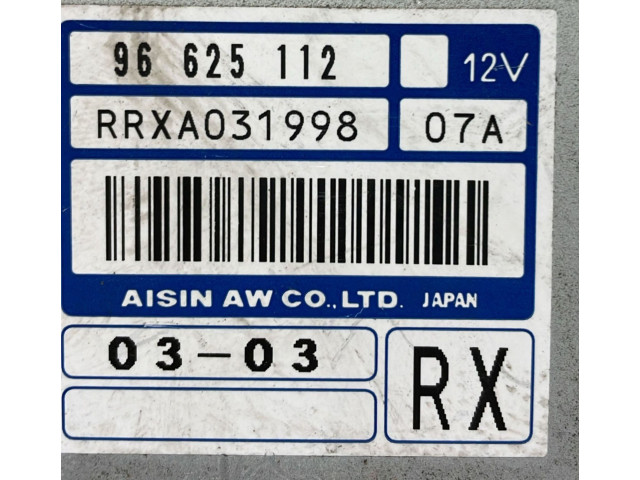 96 625 112 12V
RRXA031998 07A
AISIN AW CO.,LTD. JAPAN
03-03
RX